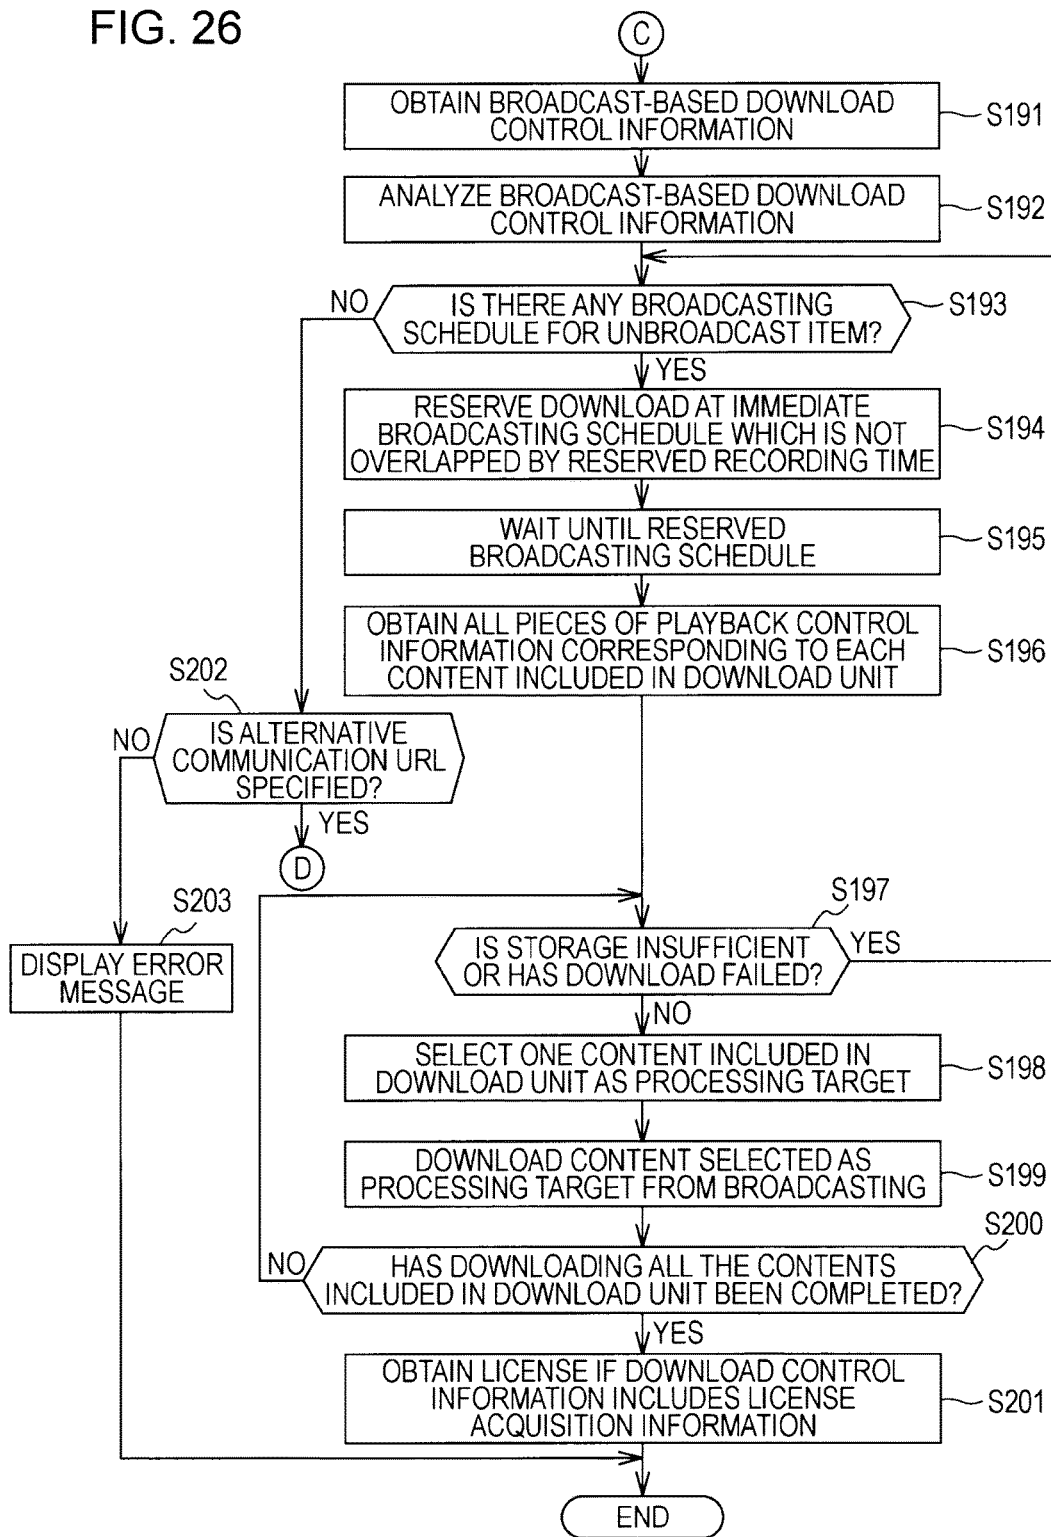 FIG. 26
C
OBTAIN BROADCAST-BASED DOWNLOAD
CONTROL INFORMATION
S191
ANALYZE BROADCAST-BASED DOWNLOAD
CONTROL INFORMATION
S192
NO
IS THERE ANY BROADCASTING
SCHEDULE FOR UNBROADCAST ITEM?
S193
YES
RESERVE DOWNLOAD AT IMMEDIATE
BROADCASTING SCHEDULE WHICH IS NOT
OVERLAPPED BY RESERVED RECORDING TIME
S194
WAIT UNTIL RESERVED
BROADCASTING SCHEDULE
S195
OBTAIN ALL PIECES OF PLAYBACK CONTROL
INFORMATION CORRESPONDING TO EACH
CONTENT INCLUDED IN DOWNLOAD UNIT
S196
S202
NO
IS ALTERNATIVE
COMMUNICATION URL
SPECIFIED?
YES
D
S203
DISPLAY ERROR
MESSAGE
S197
IS STORAGE INSUFFICIENT
OR HAS DOWNLOAD FAILED?
YES
NO
SELECT ONE CONTENT INCLUDED IN
DOWNLOAD UNIT AS PROCESSING TARGET
S198
DOWNLOAD CONTENT SELECTED AS
PROCESSING TARGET FROM BROADCASTING
S199
S200
NO
HAS DOWNLOADING ALL THE CONTENTS
INCLUDED IN DOWNLOAD UNIT BEEN COMPLETED?
YES
OBTAIN LICENSE IF DOWNLOAD CONTROL
INFORMATION INCLUDES LICENSE
ACQUISITION INFORMATION
S201
END